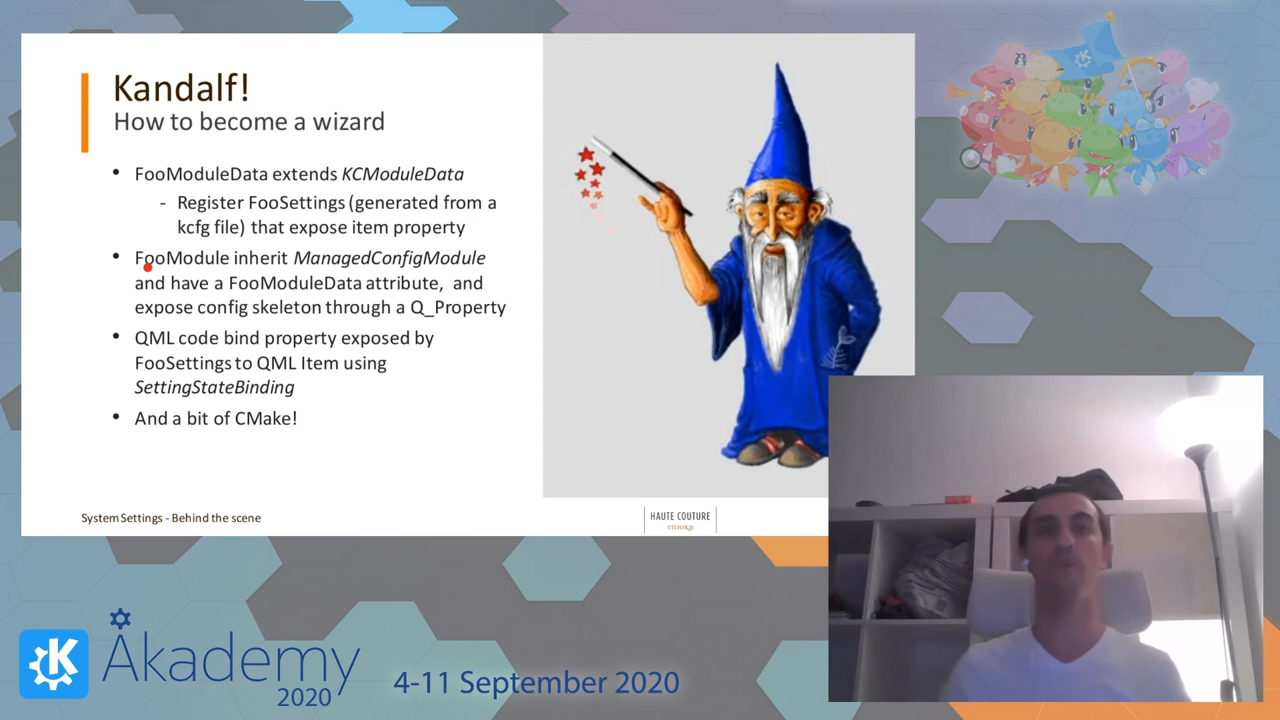 Kandalf!
How to become a wizard
• FooModuleData extends KCModuleData
- Register FooSettings (generated from a
kcfg file) that expose item property
• FooModule inherit ManagedConfigModule
and have a FooModuleData attribute, and
expose config skeleton through a Q_Property
• QML code bind property exposed by
FooSettings to QML Item using
SettingStateBinding
• And a bit of CMake!
System Settings - Behind the scene
HAUTE COUTURE
enioka
Akademy
2020
4-11 September 2020